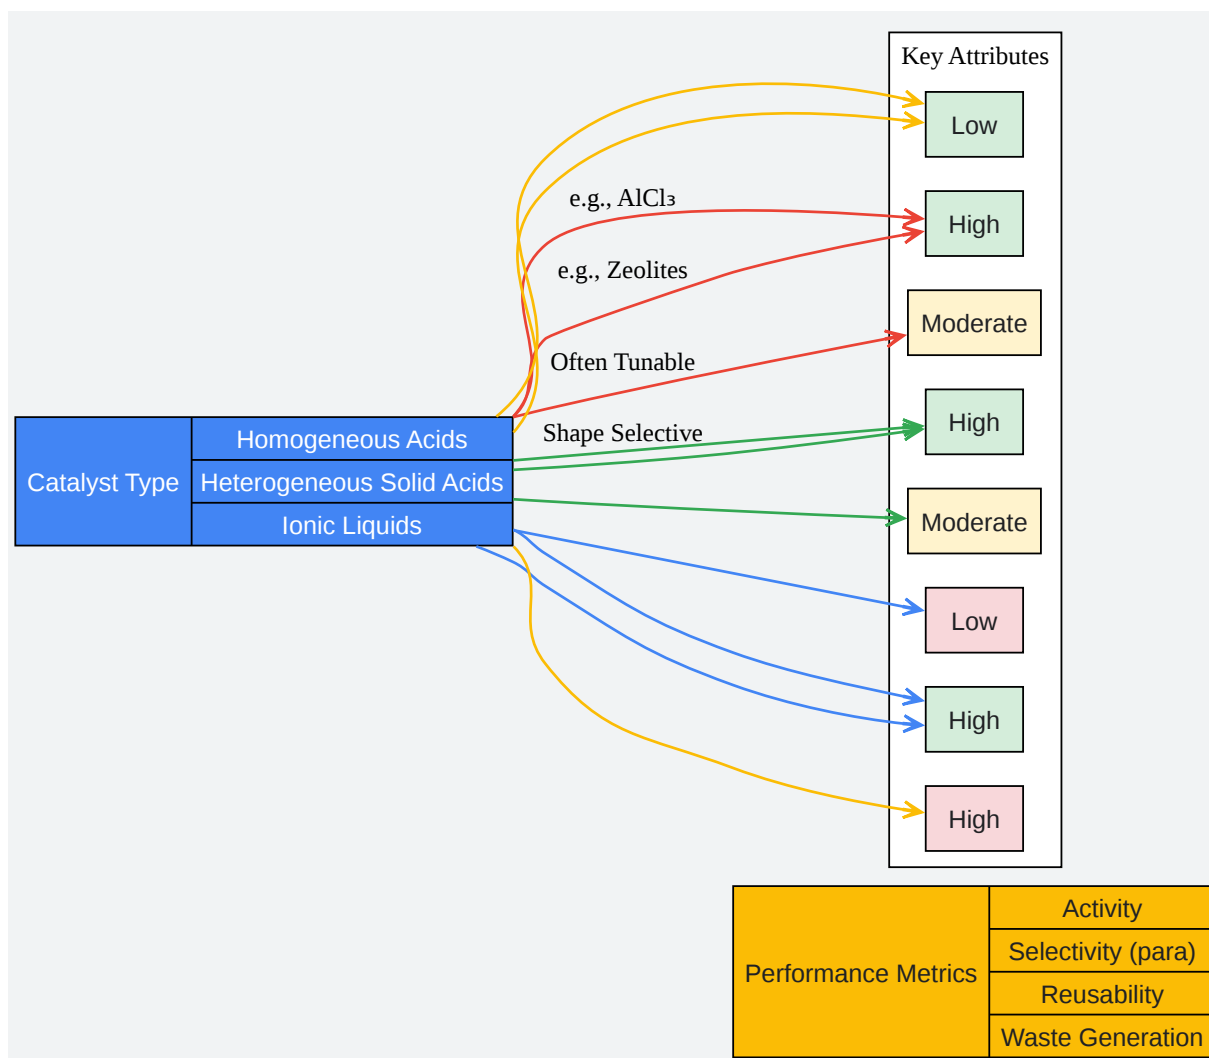 Key Attributes
Low
e.g., AlCl₃
High
e.g., Zeolites
Moderate
Often Tunable
High
Shape Selective
Catalyst Type
Homogeneous Acids
Heterogeneous Solid Acids
Ionic Liquids
Moderate
Low
High
High
Performance Metrics
Activity
Selectivity (para)
Reusability
Waste Generation